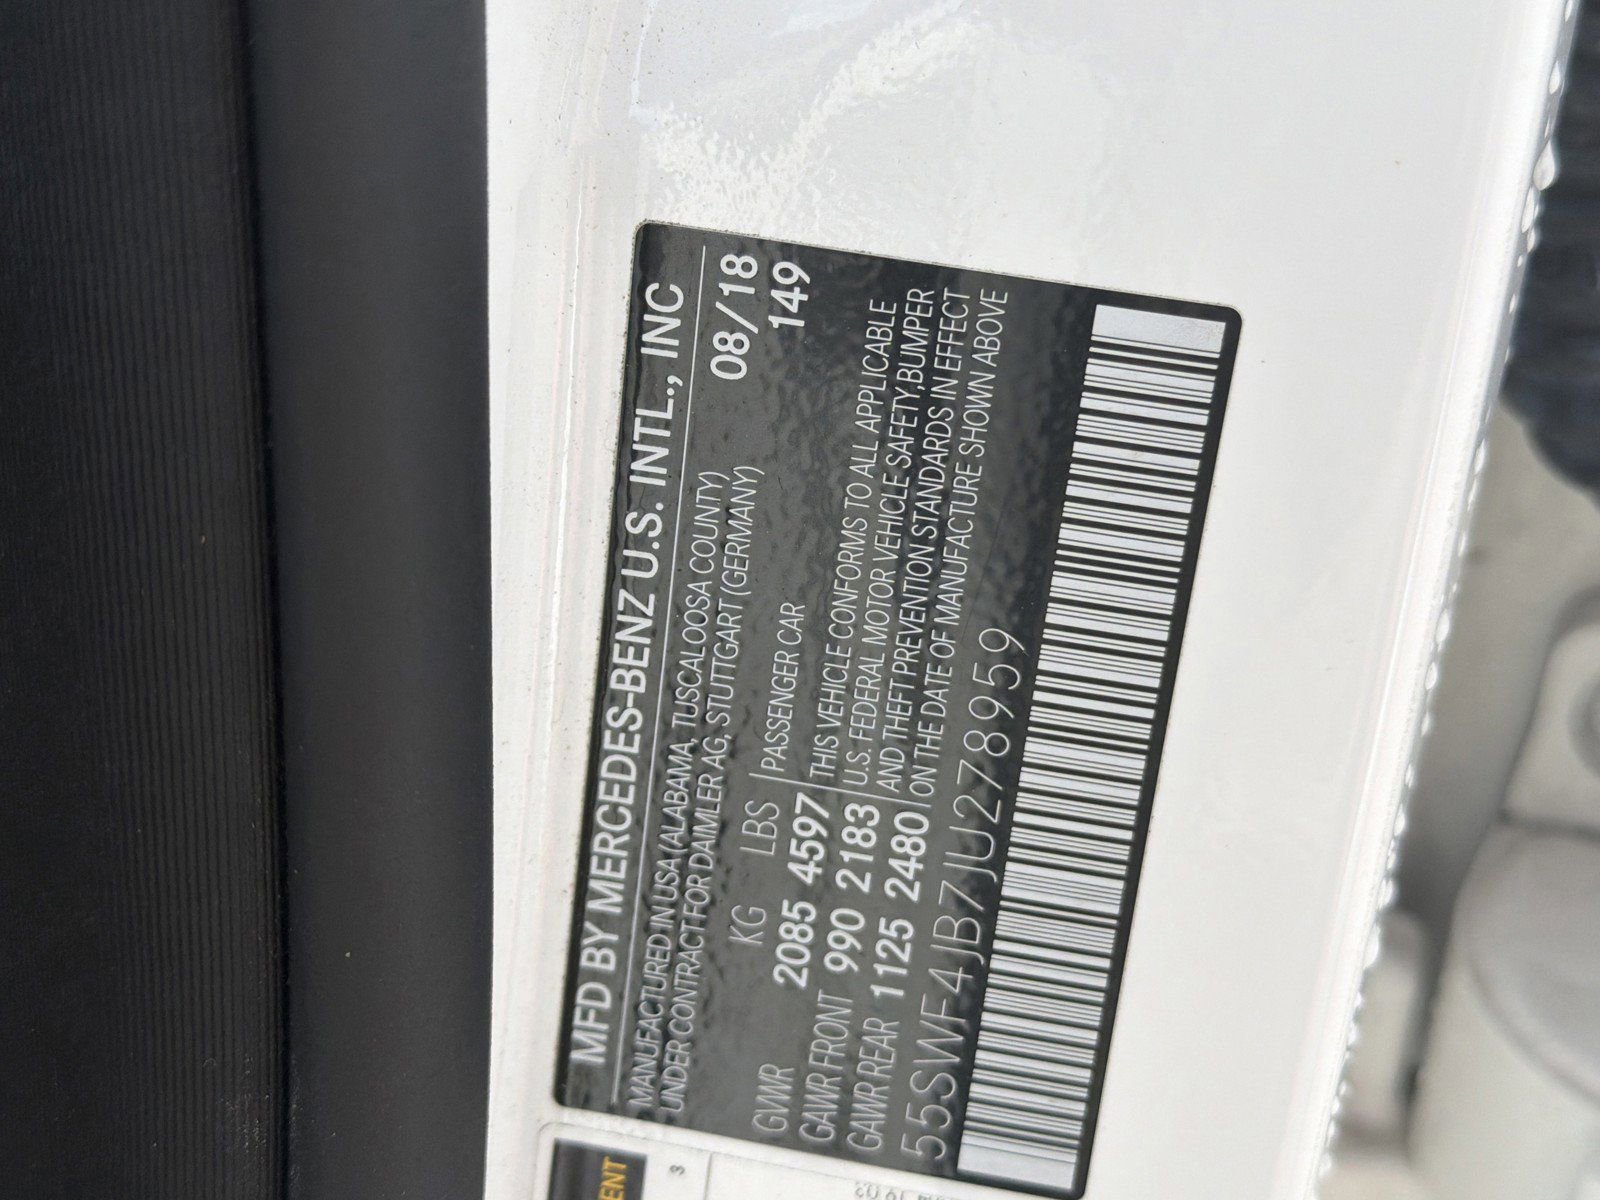 MFD BY MERCEDES-BENZ U.S. INTL., INC
MANUFACTURED IN USA (ALABAMA, TUSCALOOSA COUNTY) 08/18
UNDER CONTRACT FOR DAIMLER AG, STUTTGART (GERMANY) 149
KG LBS PASSENGER CAR
GVWR 2085 4597 THIS VEHICLE CONFORMS TO ALL APPLICABLE
GAWR FRONT 990 2183 U.S. FEDERAL MOTOR VEHICLE SAFETY, BUMPER
GAWR REAR 1125 2480 AND THEFT PREVENTION STANDARDS IN EFFECT
ON THE DATE OF MANUFACTURE SHOWN ABOVE
55SWF4JB7JU278959
ENT
3